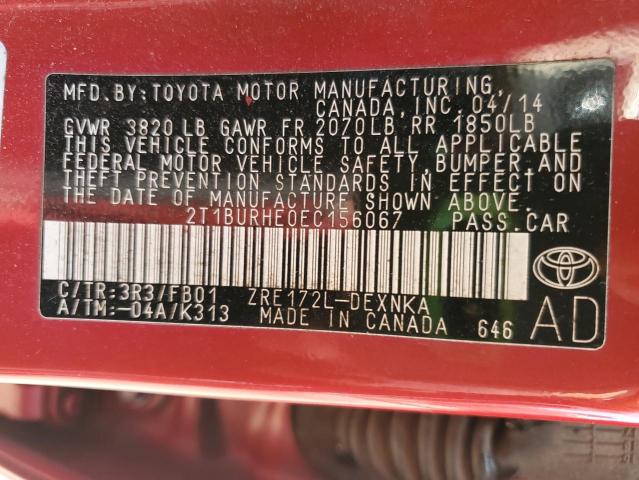 MFD. BY: TOYOTA MOTOR MANUFACTURING,
CANADA, INC. 04/14
GVWR 3820 LB GAWR FR 2070LB RR 1850LB
THIS VEHICLE CONFORMS TO ALL APPLICABLE
FEDERAL MOTOR VEHICLE SAFETY, BUMPER, AND
THEFT PREVENTION STANDARDS IN EFFECT ON
THE DATE OF MANUFACTURE SHOWN ABOVE.
2T1BURHE0EC156067 PASS.CAR
C/TR:3R3/FB01 ZRE172L-DEXNKA
A/TM:-04A/K313 MADE IN CANADA 646
AD